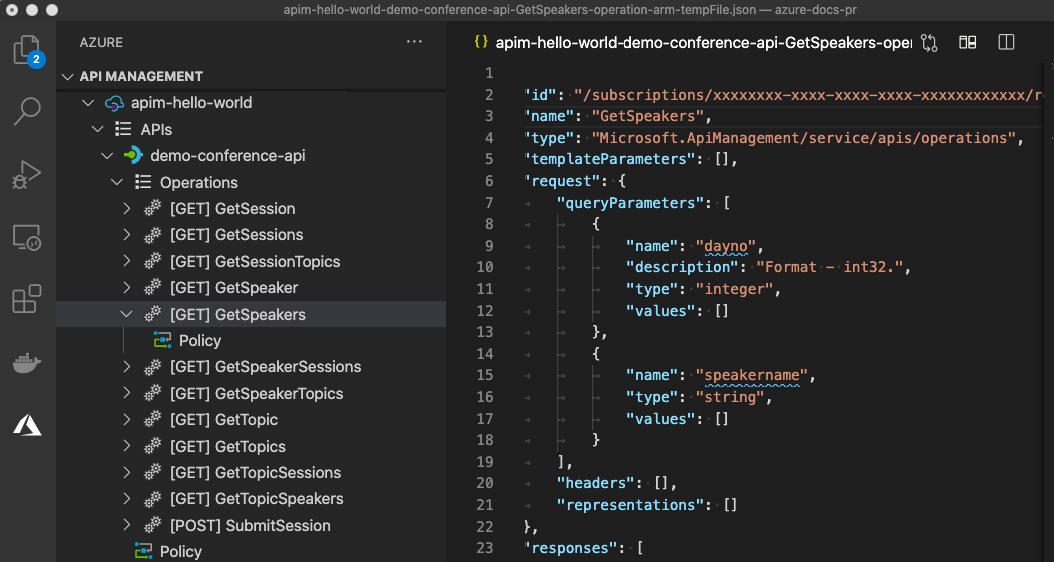 apim-hello-world-demo-conference-api-GetSpeakers-operation-arm-tempFile.json — azure-docs-pr
2
AZURE
API MANAGEMENT
apim-hello-world
APIs
demo-conference-api
Operations
[GET] GetSession
[GET] GetSessions
[GET] GetSessionTopics
[GET] GetSpeaker
[GET] GetSpeakers
Policy
[GET] GetSpeakerSessions
[GET] GetSpeakerTopics
[GET] GetTopic
[GET] GetTopics
[GET] GetTopicSessions
[GET] GetTopicSpeakers
[POST] SubmitSession
Policy
{} apim-hello-world-demo-conference-api-GetSpeakers-oper
1
2 "id": "/subscriptions/xxxxxxxx-xxxx-xxxx-xxxx-xxxxxxxxxxxx/r
3 "name": "GetSpeakers",
4 "type": "Microsoft.ApiManagement/service/apis/operations",
5 "templateParameters": [],
6 "request": {
7 "queryParameters": [
8 {
9 "name": "dayno",
10 "description": "Format - int32.",
11 "type": "integer",
12 "values": []
13 },
14 {
15 "name": "speakername",
16 "type": "string",
17 "values": []
18 }
19 ],
20 "headers": [],
21 "representations": []
22 },
23 "responses": [